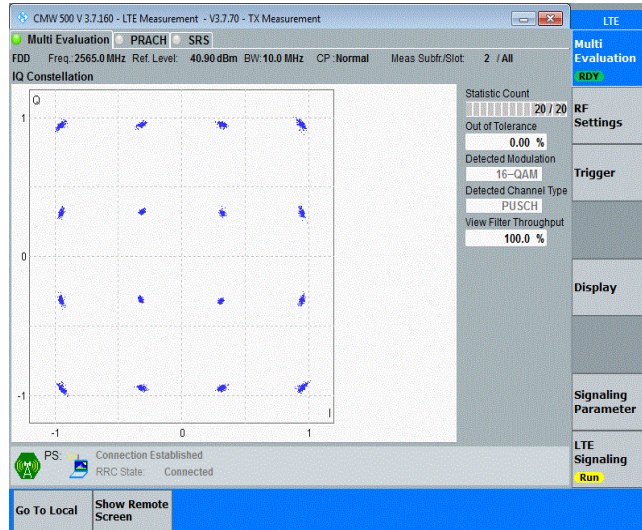 CMW 500 V 3.7.160 - LTE Measurement - V3.7.70 - TX Measurement
LTE
Multi Evaluation PRACH SRS
Multi
Evaluation
RDY
FDD Freq.:2565.0 MHz Ref. Level: 40.90 dBm BW:10.0 MHz CP :Normal Meas Subfr./Slot: 2 / All
IQ Constellation
Statistic Count
20 / 20
Out of Tolerance
0.00 %
Detected Modulation
16-QAM
Detected Channel Type
PUSCH
View Filter Throughput
100.0 %
RF
Settings
Trigger
Display
Signaling
Parameter
LTE
Signaling
Run
Q
1
0
-1
I
-1 0 1
PS: Connection Established
RRC State: Connected
Go To Local
Show Remote
Screen